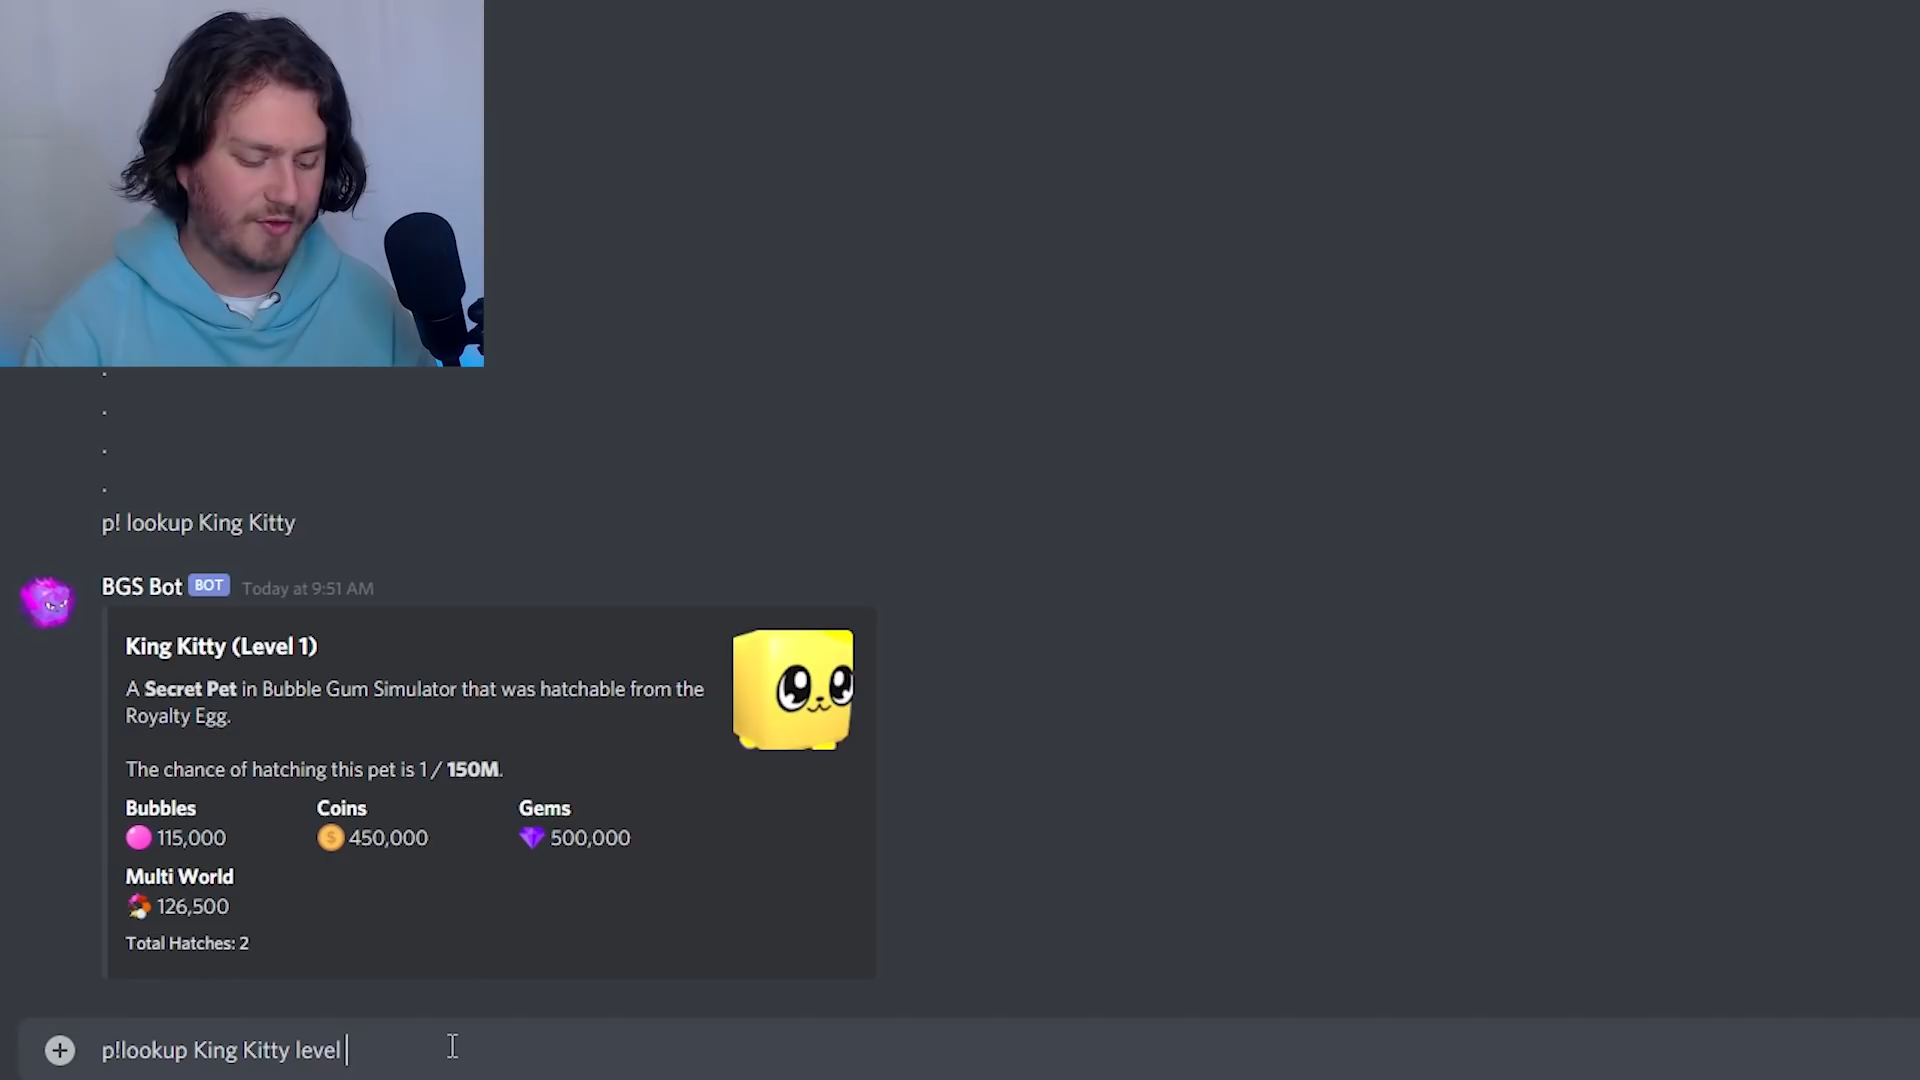 .
.
.
.
p! lookup King Kitty
BGS Bot BOT Today at 9:51 AM
King Kitty (Level 1)
A Secret Pet in Bubble Gum Simulator that was hatchable from the
Royalty Egg.
The chance of hatching this pet is 1 / 150M.
Bubbles Coins Gems
115,000 450,000 500,000
Multi World
126,500
Total Hatches: 2
p!lookup King Kitty level